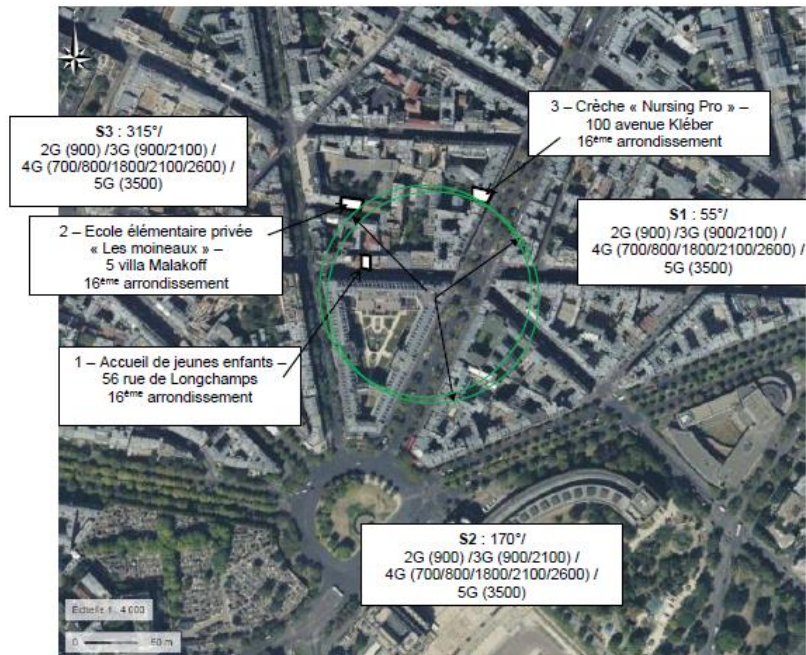 3 – Crèche « Nursing Pro » –
100 avenue Kléber
16ème arrondissement
S3 : 315°/
2G (900) /3G (900/2100) /
4G (700/800/1800/2100/2600) /
5G (3500)
S1 : 55°/
2G (900) /3G (900/2100) /
4G (700/800/1800/2100/2600) /
5G (3500)
2 – Ecole élémentaire privée
« Les moineaux » –
5 villa Malakoff
16ème arrondissement
1 – Accueil de jeunes enfants –
56 rue de Longchamps
16ème arrondissement
S2 : 170°/
2G (900) /3G (900/2100) /
4G (700/800/1800/2100/2600) /
5G (3500)
Échelle 1 : 4 000
0 50 m